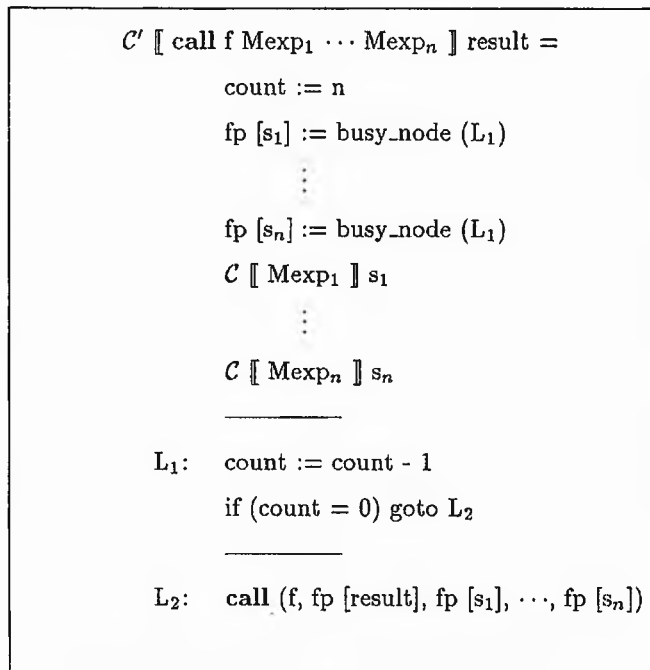 𝒞′ ⟦ call f Mexp₁ ⋯ Mexpₙ ⟧ result =
count := n
fp [s₁] := busy_node (L₁)
⋮
fp [sₙ] := busy_node (L₁)
𝒞 ⟦ Mexp₁ ⟧ s₁
⋮
𝒞 ⟦ Mexpₙ ⟧ sₙ
L₁: count := count - 1
if (count = 0) goto L₂
L₂: call (f, fp [result], fp [s₁], ⋯, fp [sₙ])